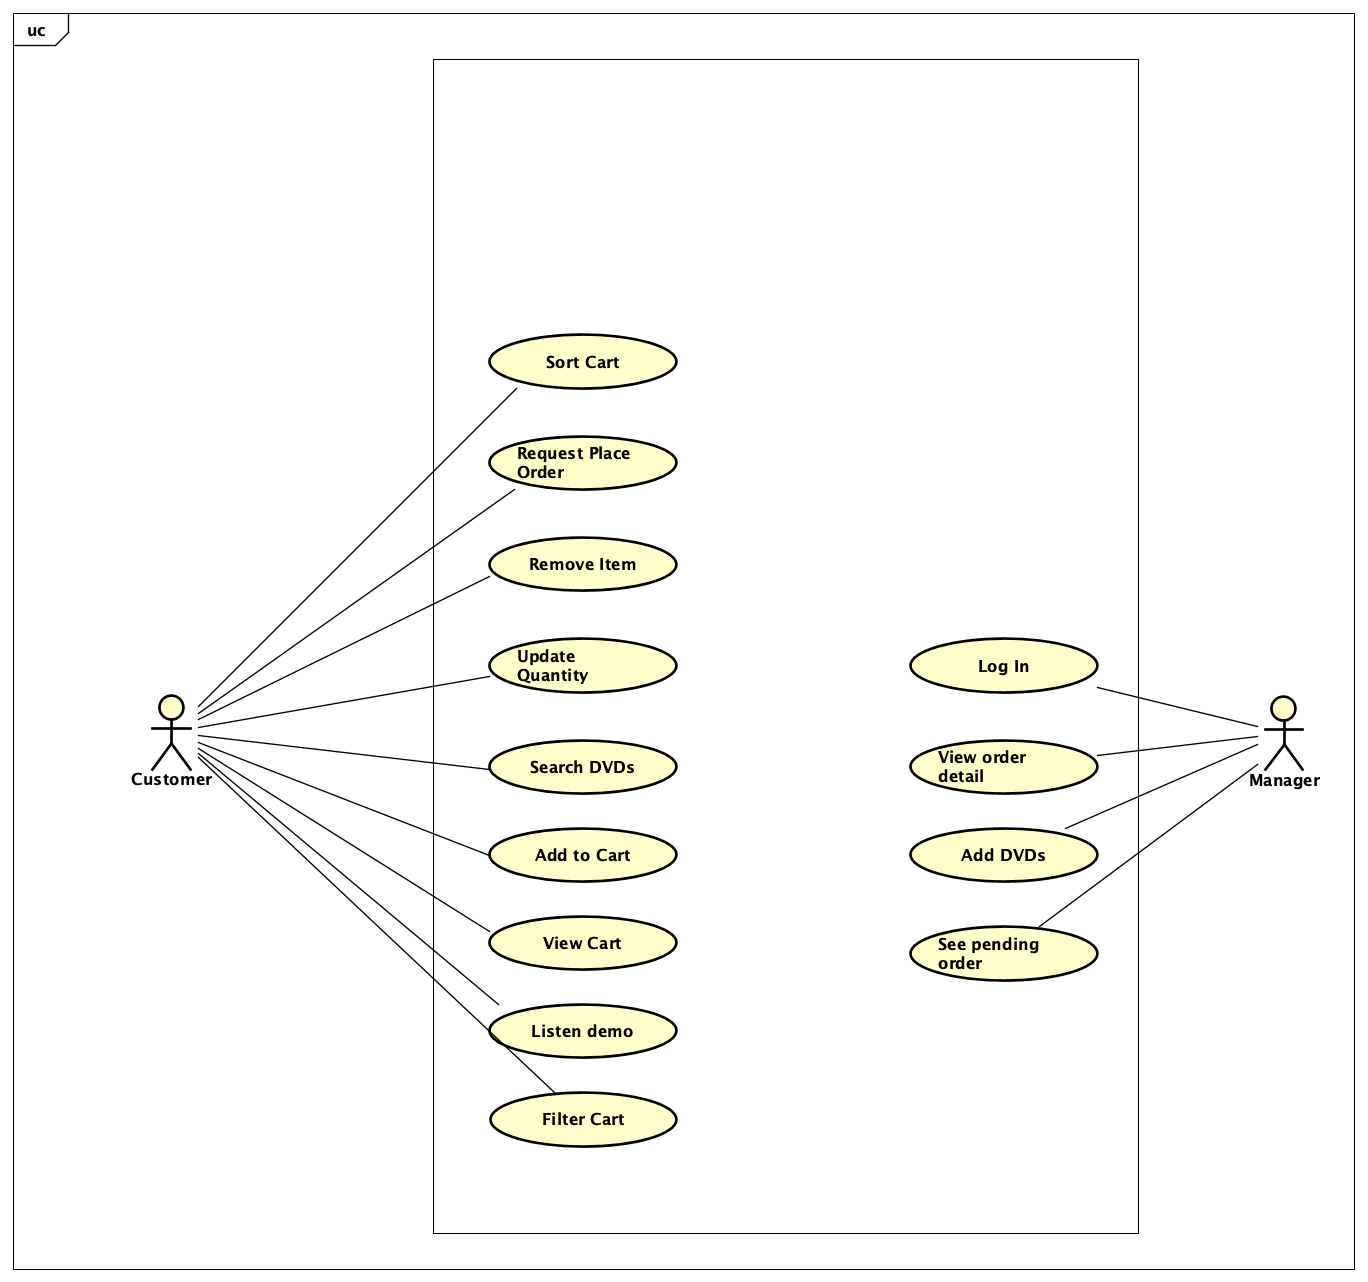 uc
Sort Cart
Request Place
Order
Remove Item
Update
Quantity
Log In
Search DVDs
View order
detail
Customer
Manager
Add to Cart
Add DVDs
View Cart
See pending
order
Listen demo
Filter Cart